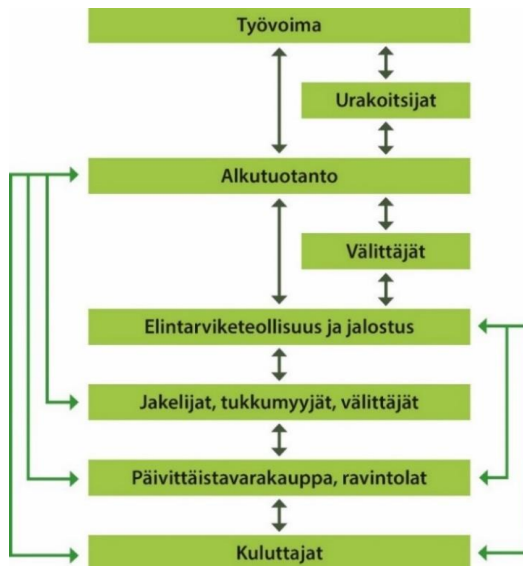 Työvoima
Urakoitsijat
Alkutuotanto
Välittäjät
Elintarviketeollisuus ja jalostus
Jakelijat, tukkumyyjät, välittäjät
Päivittäistavarakauppa, ravintolat
Kuluttajat